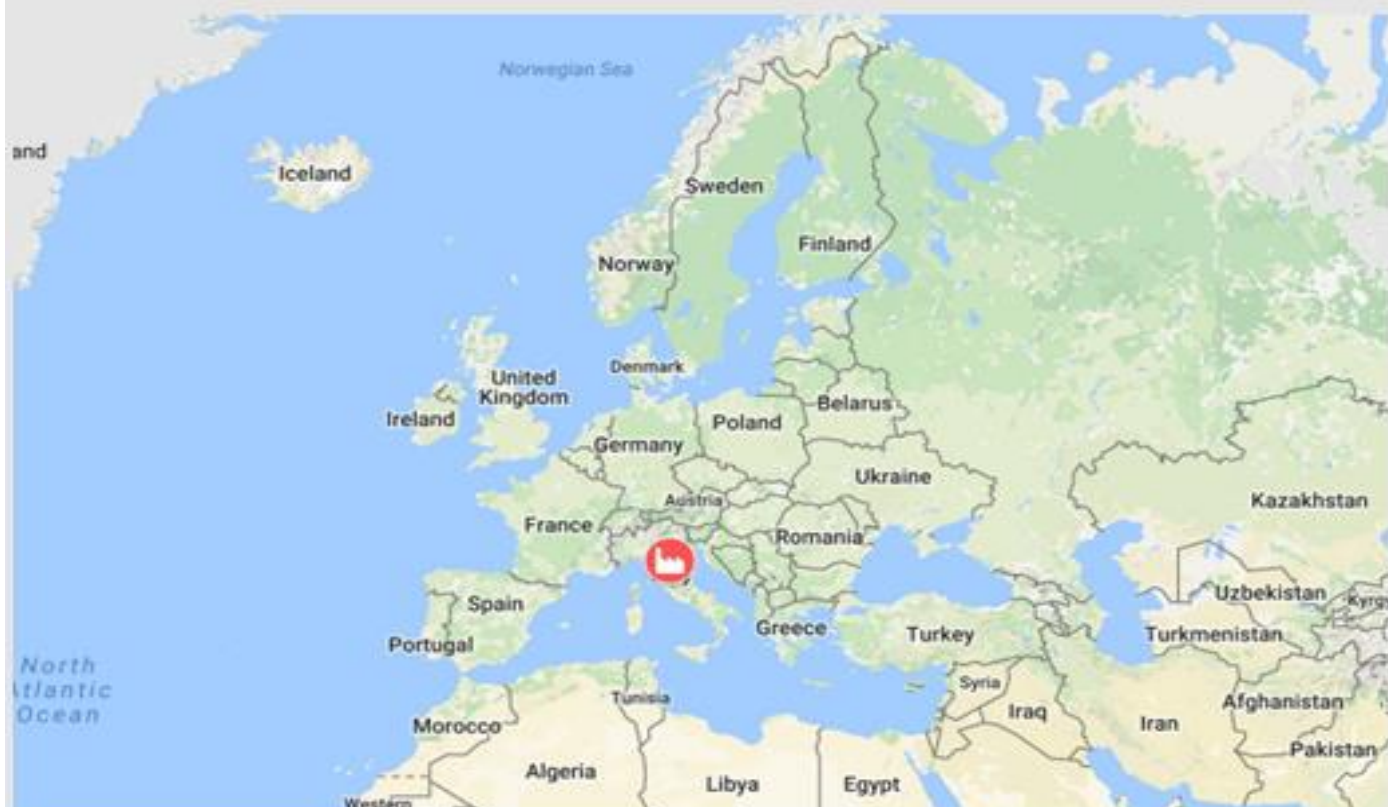 Norwegian Sea
and
Iceland
Sweden
Finland
Norway
Denmark
United
Kingdom
Ireland
Belarus
Poland
Germany
Ukraine
Austria
Kazakhstan
France
Romania
Uzbekistan
Kyrg
Spain
Greece
Turkey
Turkmenistan
Portugal
North
Atlantic
Ocean
Syria
Tunisia
Afghanistan
Iraq
Iran
Morocco
Pakistan
Algeria
Libya
Egypt
Western